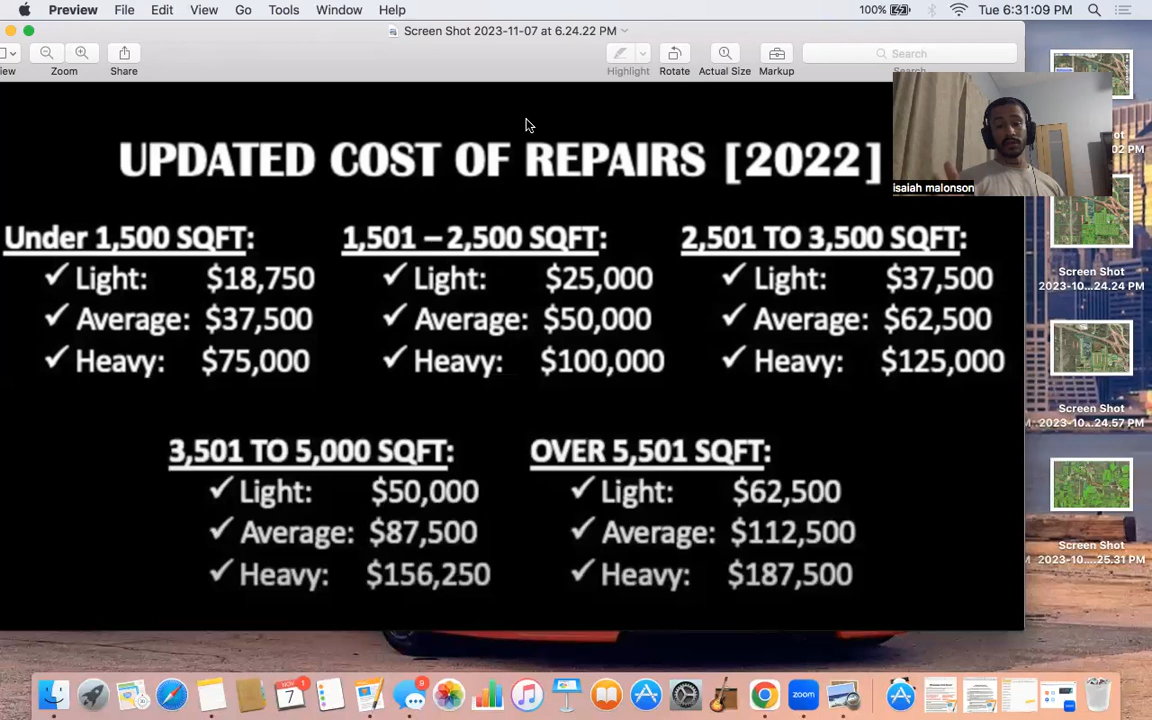 Preview File Edit View Go Tools Window Help 100% Tue 6:31:09 PM
Screen Shot 2023-11-07 at 6.24.22 PM
Search
Zoom Share Highlight Rotate Actual Size Markup Search
UPDATED COST OF REPAIRS [2022]
isaiah malonson
Under 1,500 SQFT:
✓ Light: $18,750
✓ Average: $37,500
✓ Heavy: $75,000
1,501 – 2,500 SQFT:
✓ Light: $25,000
✓ Average: $50,000
✓ Heavy: $100,000
2,501 TO 3,500 SQFT:
✓ Light: $37,500
✓ Average: $62,500
✓ Heavy: $125,000
3,501 TO 5,000 SQFT:
✓ Light: $50,000
✓ Average: $87,500
✓ Heavy: $156,250
OVER 5,501 SQFT:
✓ Light: $62,500
✓ Average: $112,500
✓ Heavy: $187,500
Screen Shot
2023-10...24.24 PM
Screen Shot
2023-10...24.57 PM
Screen Shot
2023-10....25.31 PM
NOV 1
7
9
zoom